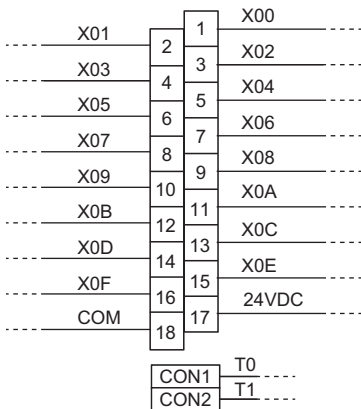 1 X00
X01 2
3 X02
X03 4
5 X04
X05 6
7 X06
X07 8
9 X08
X09 10
11 X0A
X0B 12
13 X0C
X0D 14
15 X0E
X0F 16
17 24VDC
COM 18
CON1 T0
CON2 T1